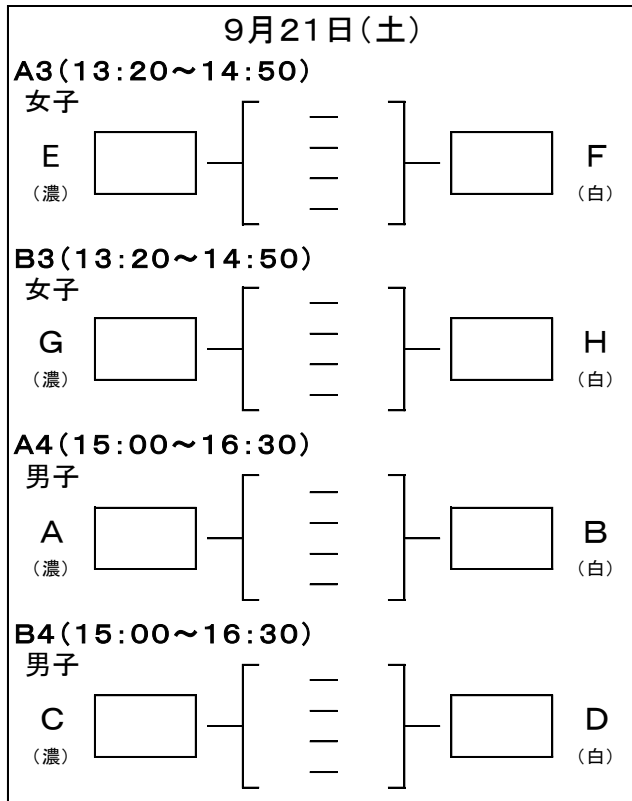 9月21日(土)
A3(13:20～14:50)
女子
E F
(濃) (白)
B3(13:20～14:50)
女子
G H
(濃) (白)
A4(15:00～16:30)
男子
A B
(濃) (白)
B4(15:00～16:30)
男子
C D
(濃) (白)